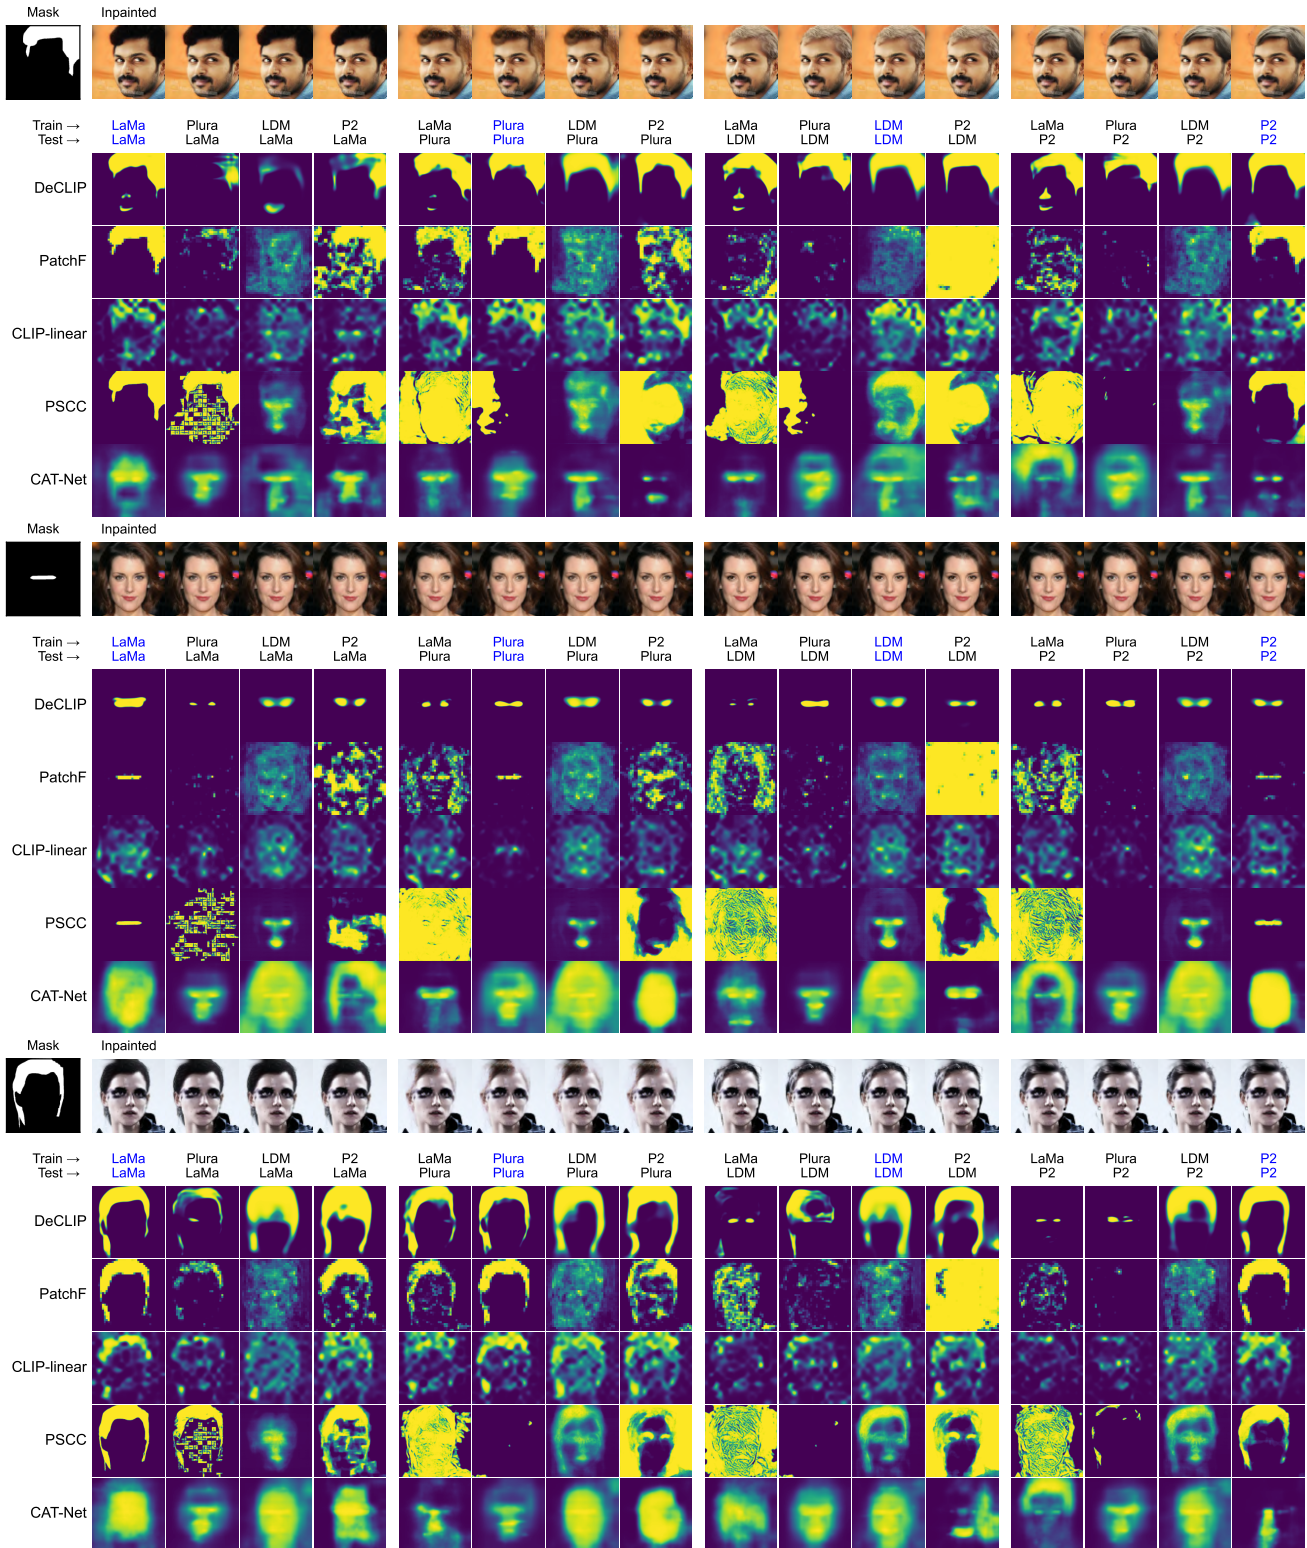 Mask Inpainted
Train → LaMa Plura LDM P2 LaMa Plura LDM P2 LaMa Plura LDM P2 LaMa Plura LDM P2
Test → LaMa LaMa LaMa LaMa Plura Plura Plura Plura LDM LDM LDM LDM P2 P2 P2 P2
DeCLIP
PatchF
CLIP-linear
PSCC
CAT-Net
Mask Inpainted
Train → LaMa Plura LDM P2 LaMa Plura LDM P2 LaMa Plura LDM P2 LaMa Plura LDM P2
Test → LaMa LaMa LaMa LaMa Plura Plura Plura Plura LDM LDM LDM LDM P2 P2 P2 P2
DeCLIP
PatchF
CLIP-linear
PSCC
CAT-Net
Mask Inpainted
Train → LaMa Plura LDM P2 LaMa Plura LDM P2 LaMa Plura LDM P2 LaMa Plura LDM P2
Test → LaMa LaMa LaMa LaMa Plura Plura Plura Plura LDM LDM LDM LDM P2 P2 P2 P2
DeCLIP
PatchF
CLIP-linear
PSCC
CAT-Net